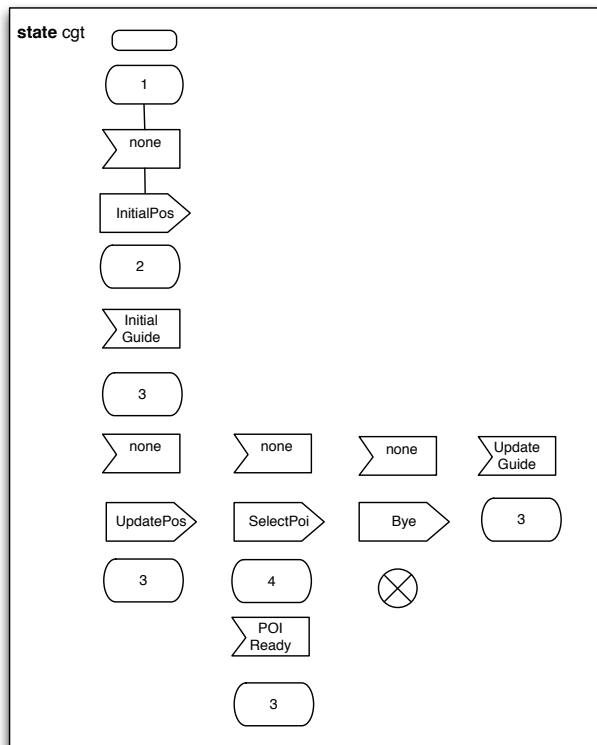 state cgt
1
none
InitialPos
2
Initial
Guide
3
none
none
none
Update
Guide
UpdatePos
SelectPoi
Bye
3
3
4
POI
Ready
3